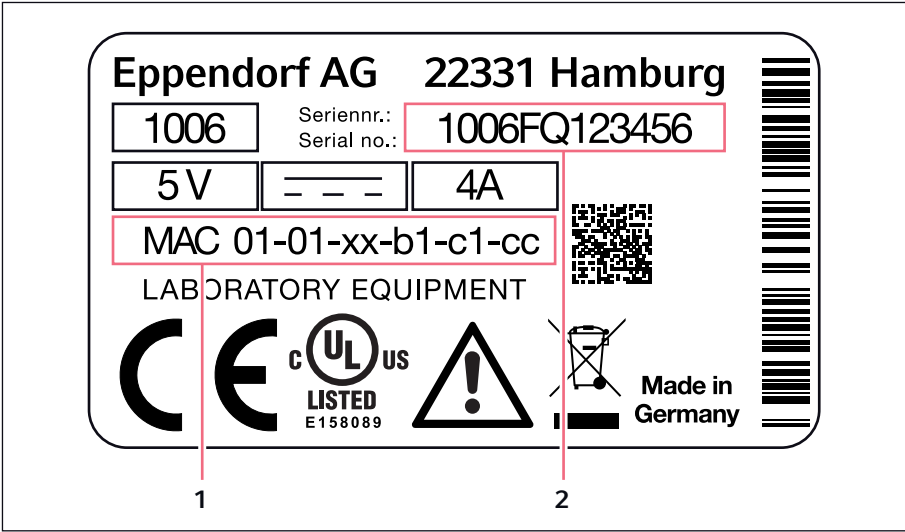 Eppendorf AG 22331 Hamburg
1006 Seriennr.: Serial no.: 1006FQ123456
5 V 4A
MAC 01-01-xx-b1-c1-cc
LABORATORY EQUIPMENT
CE
C UL US
LISTED
E158089
Made in
Germany
1 2